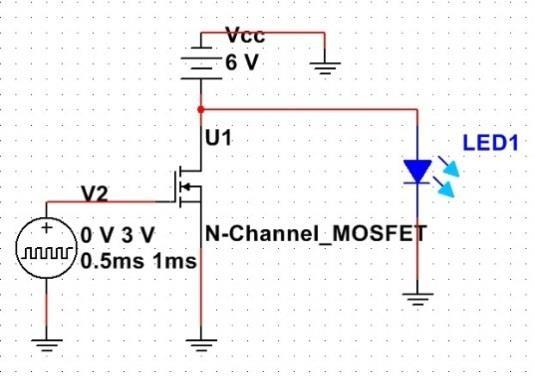 Vcc
6 V
U1
LED1
V2
0 V 3 V
N-Channel_MOSFET
0.5ms 1ms
+